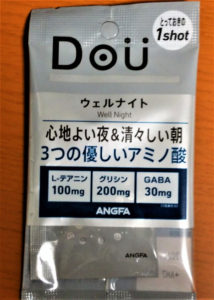 とっておきの
1shot
Doü
ウェルナイト
Well Night
心地よい夜&清々しい朝
3つの優しいアミノ酸
L-テアニン
100mg
グリシン
200mg
GABA
30mg
ANGFA
ANGFA